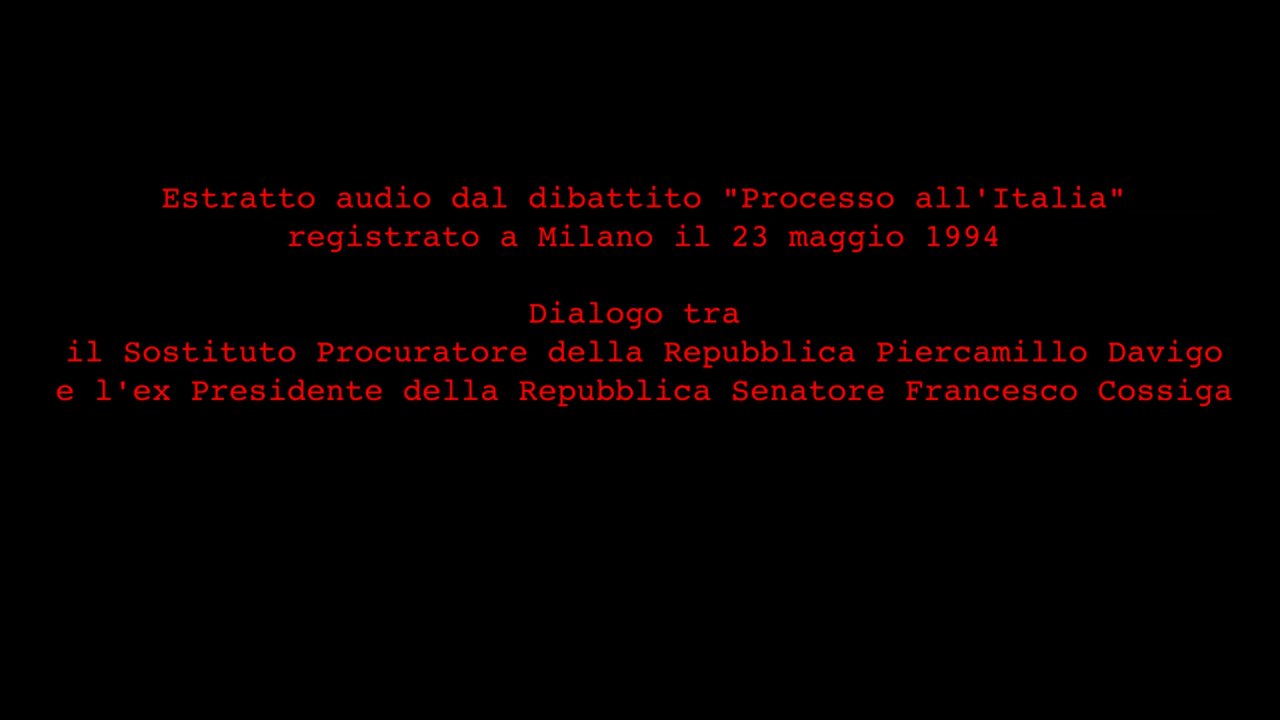 Estratto audio dal dibattito "Processo all'Italia"
registrato a Milano il 23 maggio 1994
Dialogo tra
il Sostituto Procuratore della Repubblica Piercamillo Davigo
e l'ex Presidente della Repubblica Senatore Francesco Cossiga